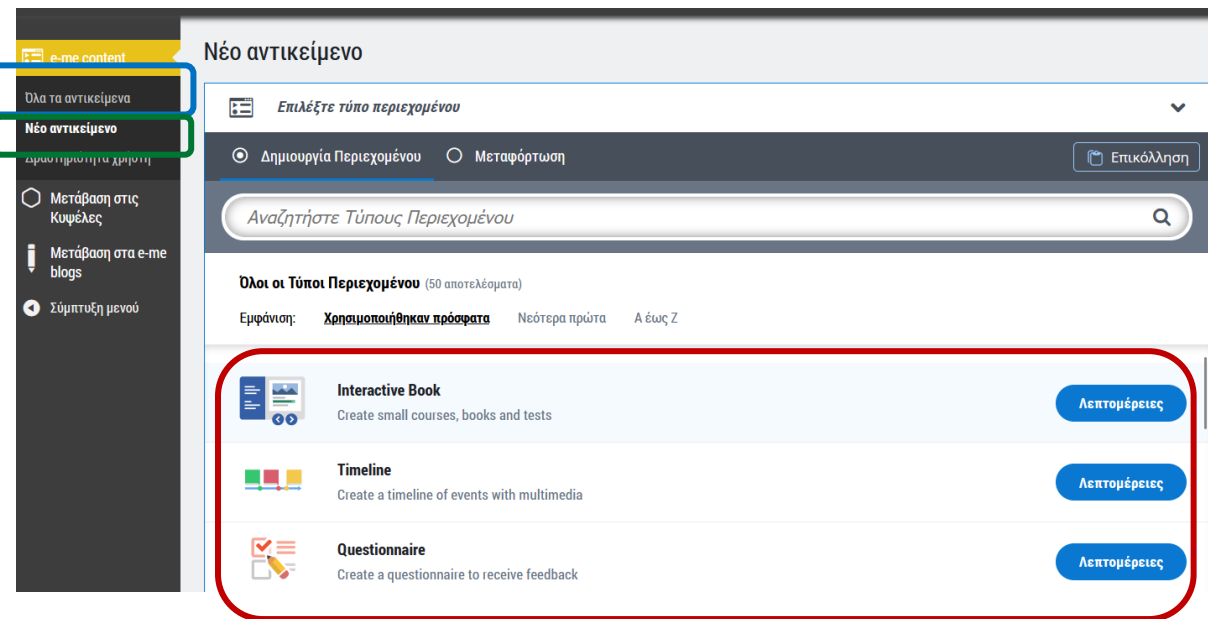 e-me content
Όλα τα αντικείμενα
Νέο αντικείμενο
Δραστηριότητα χρήστη
Μετάβαση στις
Κυψέλες
Μετάβαση στα e-me
blogs
Σύμπτυξη μενού
Νέο αντικείμενο
Επιλέξτε τύπο περιεχομένου
Δημιουργία Περιεχομένου Μεταφόρτωση Επικόλληση
Αναζητήστε Τύπους Περιεχομένου
Όλοι οι Τύποι Περιεχομένου (50 αποτελέσματα)
Εμφάνιση: Χρησιμοποιήθηκαν πρόσφατα Νεότερα πρώτα Α έως Ζ
Interactive Book
Create small courses, books and tests
Λεπτομέρειες
Timeline
Create a timeline of events with multimedia
Λεπτομέρειες
Questionnaire
Create a questionnaire to receive feedback
Λεπτομέρειες